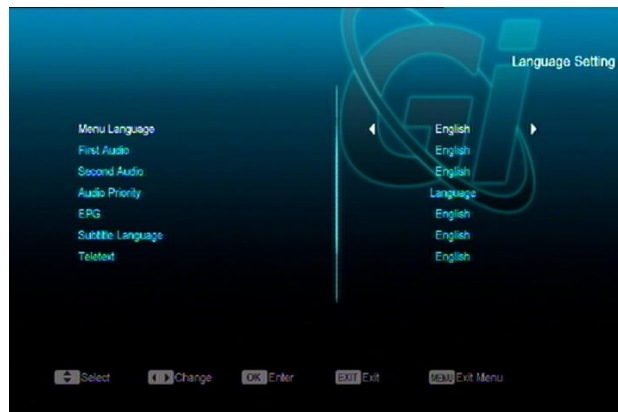 Gi
Language Setting
Menu Language English
First Audio English
Second Audio English
Audio Priority Language
EPG English
Subtitle Language English
Teletext English
Select Change OK Enter EXIT Exit MENU Exit Menu